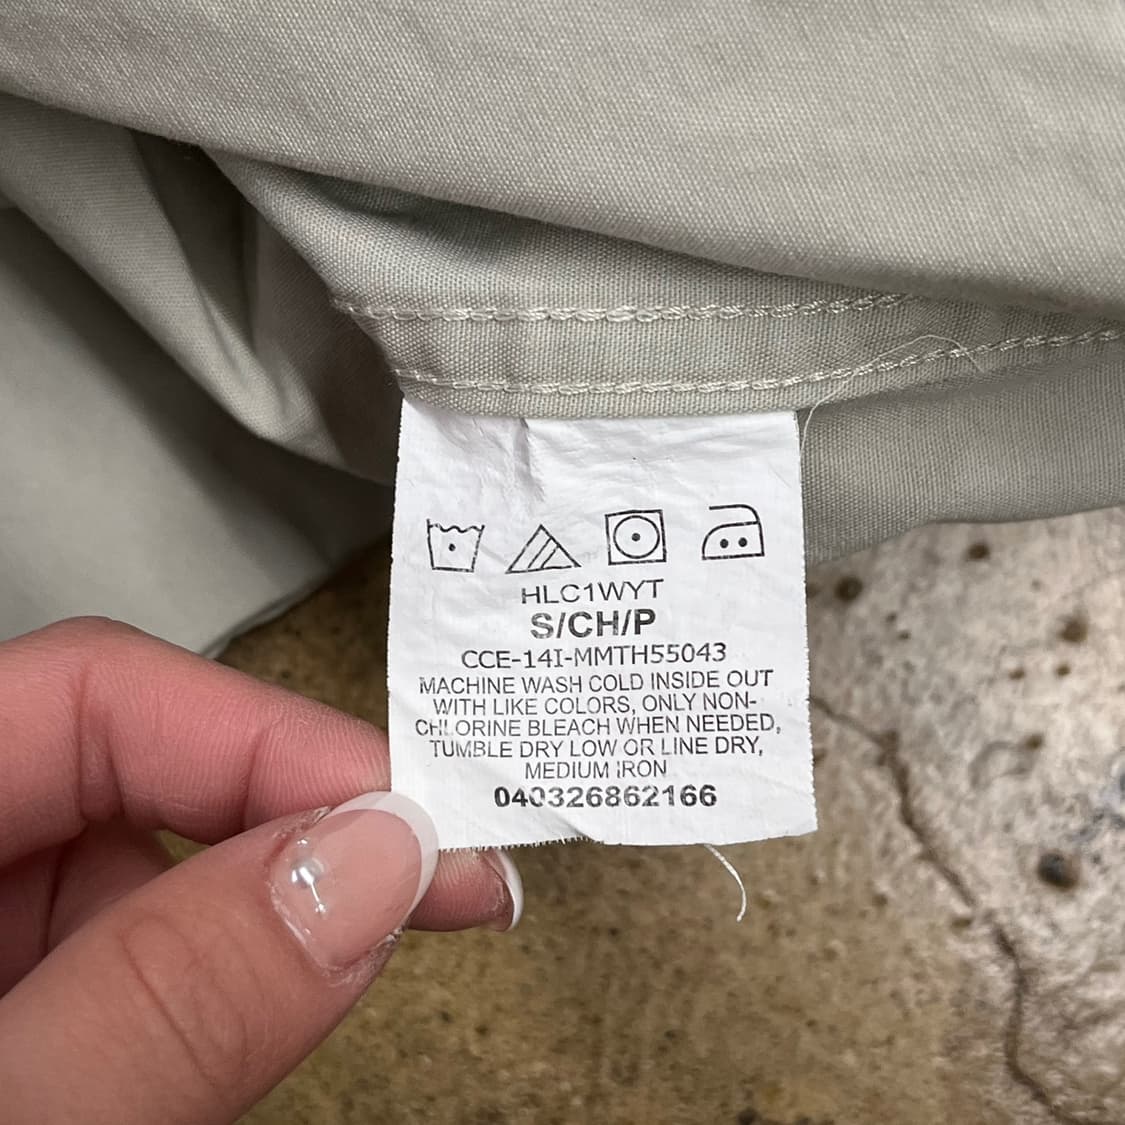 HLC1WYT
S/CH/P
CCE-14I-MMTH55043
MACHINE WASH COLD INSIDE OUT
WITH LIKE COLORS, ONLY NON-
CHLORINE BLEACH WHEN NEEDED,
TUMBLE DRY LOW OR LINE DRY,
MEDIUM IRON
040326862166